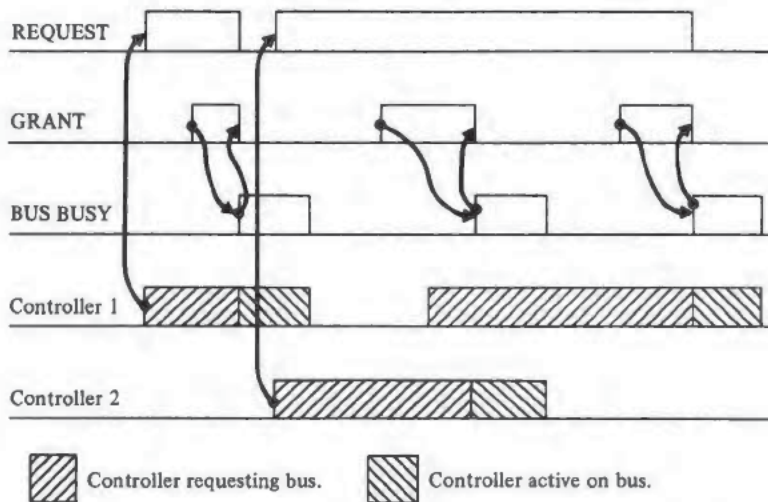 REQUEST
GRANT
BUS BUSY
Controller 1
Controller 2
Controller requesting bus.
Controller active on bus.